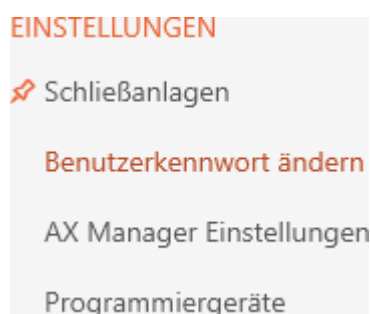 EINSTELLUNGEN
Schließanlagen
Benutzerkennwort ändern
AX Manager Einstellungen
Programmiergeräte